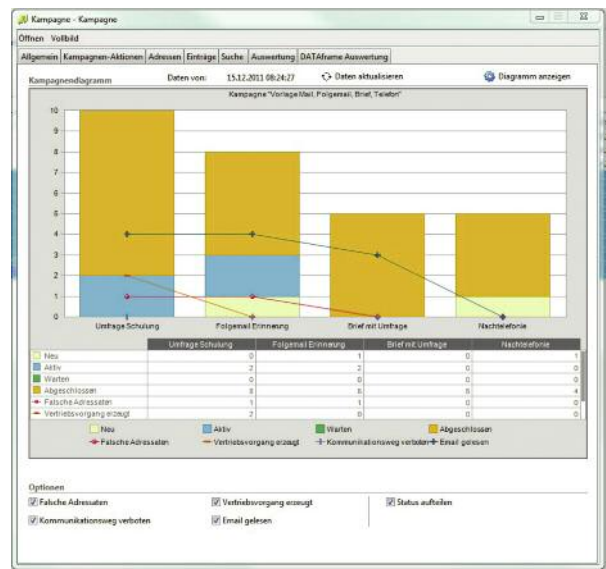 Kampagne - Kampagne
Öffnen Vollbild
Allgemein Kampagnen-Aktionen Adressen Einträge Suche Auswertung DATAframe Auswertung
Kampagnendiagramm Daten von: 15.12.2011 08:24:27 Daten aktualisieren Diagramm anzeigen
Kampagne "Vorlage Mail, Folgemail, Brief, Telefon"
10
9
8
7
6
5
4
3
2
1
0
Umfrage Schulung Folgemail Erinnerung Brief mit Umfrage Nachtelefonie
Umfrage Schulung Folgemail Erinnerung Brief mit Umfrage Nachtelefonie
Neu 0 1 0 1
Aktiv 2 2 0 0
Warten 0 0 0 0
Abgeschlossen 8 5 5 4
Falsche Adressaten 1 1 0 0
Vertriebsvorgang erzeugt 2 0 0 0
Neu Aktiv Warten Abgeschlossen
Falsche Adressaten Vertriebsvorgang erzeugt Kommunikationsweg verboten Email gelesen
Optionen
Falsche Adressaten Vertriebsvorgang erzeugt Status aufteilen
Kommunikationsweg verboten Email gelesen